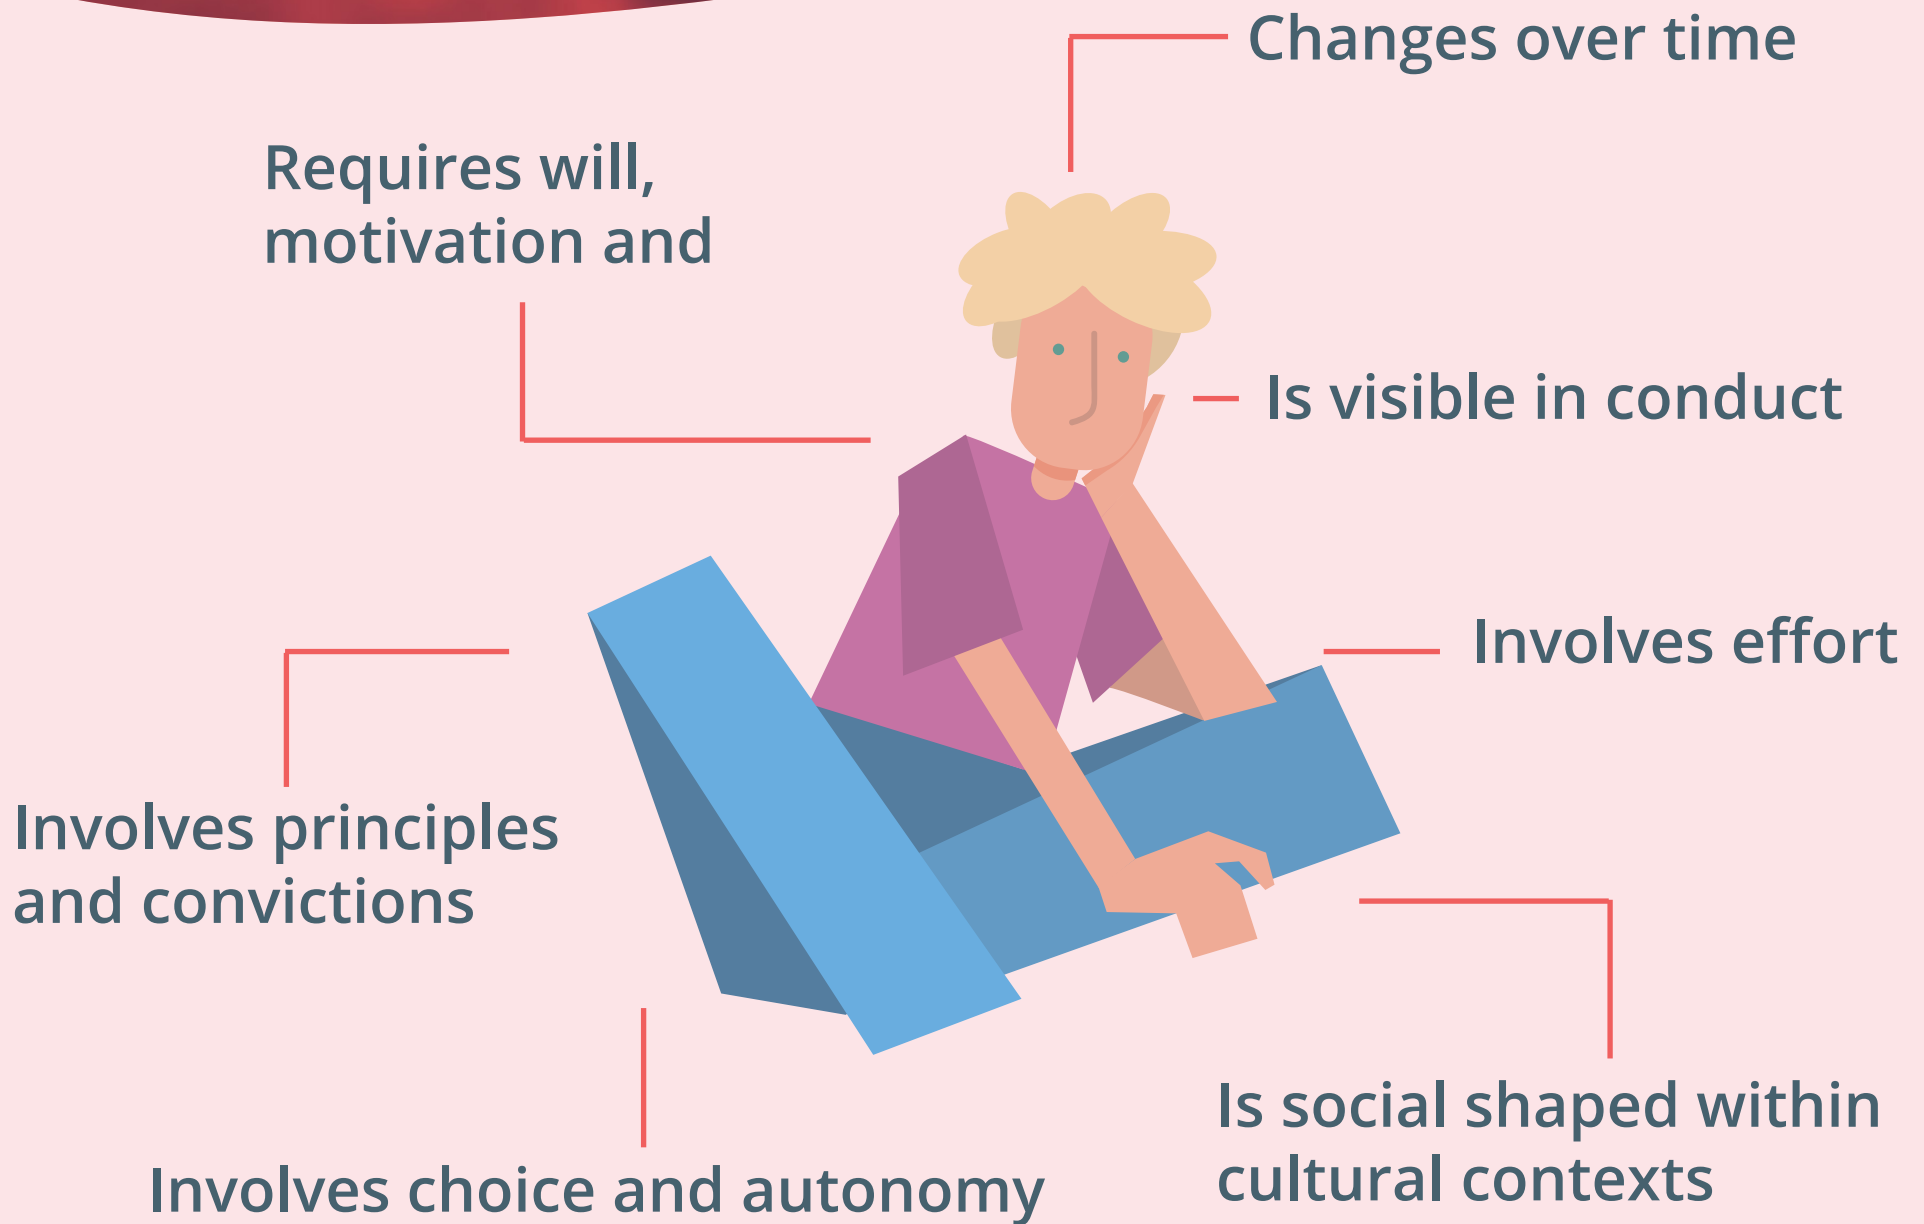 Changes over time
Requires will,
motivation and
Is visible in conduct
Involves effort
Involves principles
and convictions
Is social shaped within
cultural contexts
Involves choice and autonomy